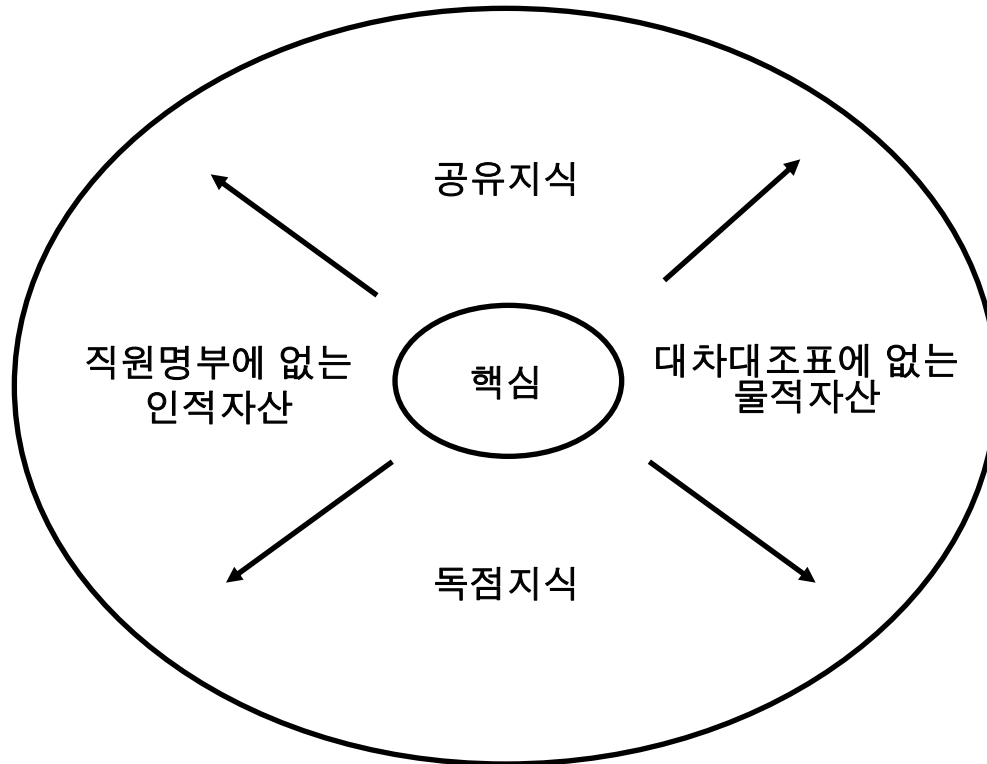 공유지식
직원명부에 없는
인적자산
핵심
대차대조표에 없는
물적자산
독점지식